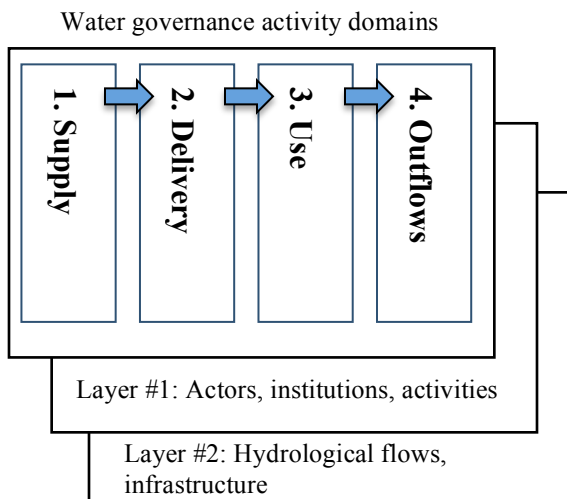 Water governance activity domains
1. Supply
2. Delivery
3. Use
4. Outflows
Layer #1: Actors, institutions, activities
Layer #2: Hydrological flows,
infrastructure